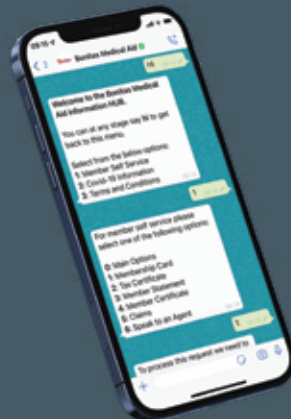 09:15
2 Bonitas Medical Aid
Hi
Welcome to the Bonitas Medical
Aid Information HUB.
You can at any stage say 'N' to get
back to this menu.
Select from the below options:
1: Member Self Service
2: Covid-19 Information
3: Terms and Conditions
1
For member self service please
select one of the following options:
0: Main Options
1: Membership Card
2: Tax Certificate
3: Member Statement
4: Member Certificate
5: Claims
6: Speak to an Agent.
1
To process this request we need to